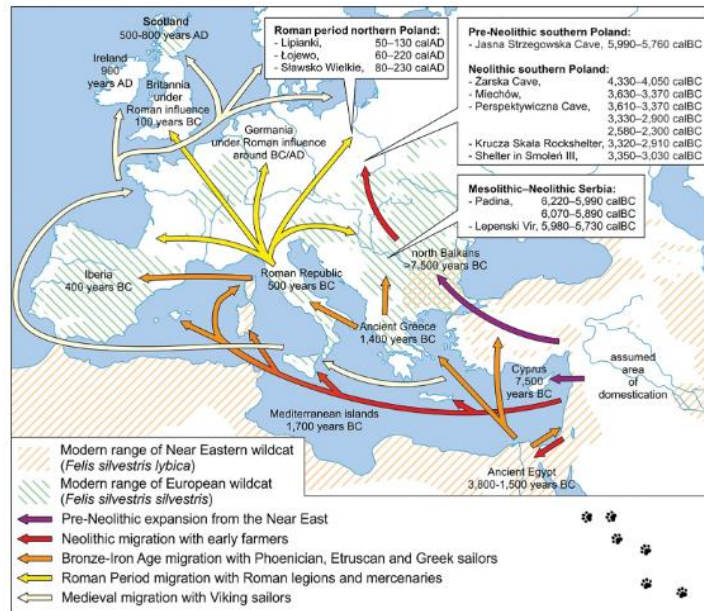 Scotland
500-800 years AD
Ireland
900
years AD
Britannia
under
Roman influence
100 years BC
Germania
under Roman influence
around BC/AD
Roman period northern Poland:
- Lipianki, 50–130 calAD
- Łojewo, 60–220 calAD
- Sławsko Wielkie, 80–230 calAD
Pre-Neolithic southern Poland:
- Jasna Strzegowska Cave, 5,990–5,760 calBC
Neolithic southern Poland:
- Żarska Cave, 4,330–4,050 calBC
- Miechów, 3,630–3,370 calBC
- Perspektywiczna Cave, 3,610–3,370 calBC
3,330–2,900 calBC
2,580–2,300 calBC
- Krucza Skała Rockshelter, 3,320–2,910 calBC
- Shelter in Smoleń III, 3,350–3,030 calBC
Mesolithic–Neolithic Serbia:
- Padina, 6,220–5,990 calBC
6,070–5,890 calBC
- Lepenski Vir, 5,980–5,730 calBC
Iberia
400 years BC
Roman Republic
500 years BC
north Balkans
>7,500 years BC
Ancient Greece
1,400 years BC
Cyprus
7,500
years BC
assumed
area
of
domestication
Mediterranean islands
1,700 years BC
Ancient Egypt
3,800-1,500 years BC
Modern range of Near Eastern wildcat
(Felis silvestris lybica)
Modern range of European wildcat
(Felis silvestris silvestris)
Pre-Neolithic expansion from the Near East
Neolithic migration with early farmers
Bronze-Iron Age migration with Phoenician, Etruscan and Greek sailors
Roman Period migration with Roman legions and mercenaries
Medieval migration with Viking sailors